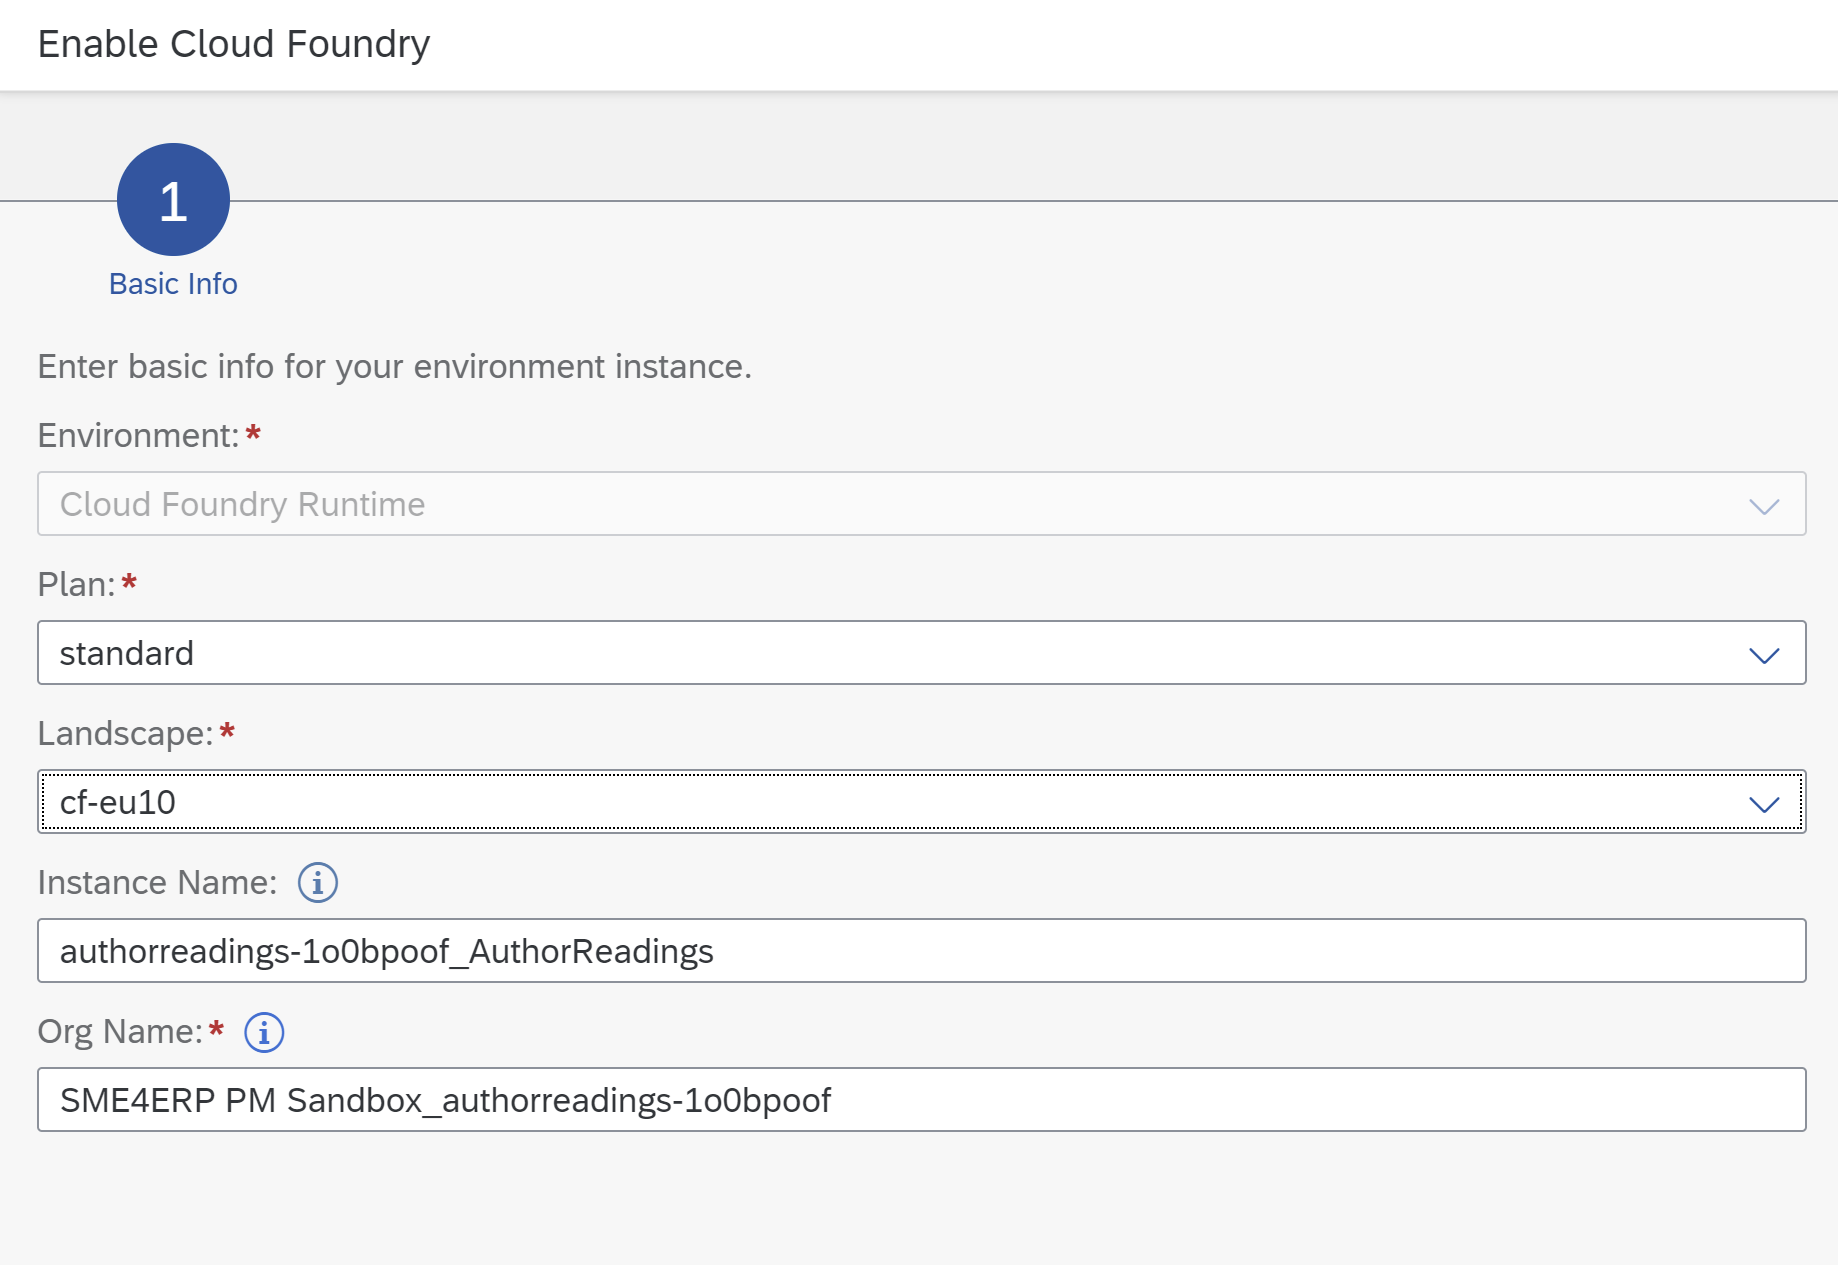 Enable Cloud Foundry
1
Basic Info
Enter basic info for your environment instance.
Environment:*
Cloud Foundry Runtime
Plan:*
standard
Landscape:*
cf-eu10
Instance Name: i
authorreadings-1o0bpoof_AuthorReadings
Org Name:* i
SME4ERP PM Sandbox_authorreadings-1o0bpoof